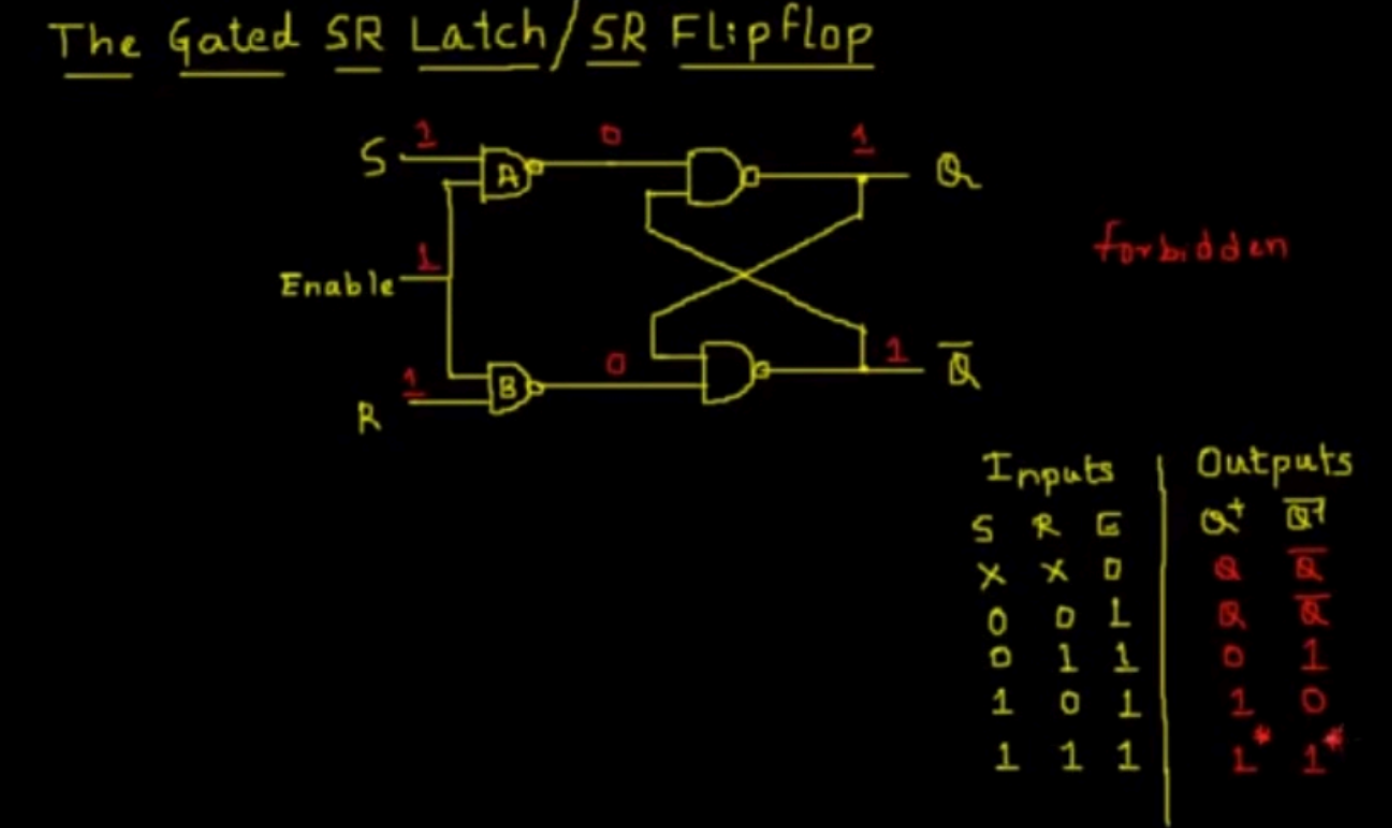 The Gated SR Latch/SR Flipflop
S 1 A 0 1 Q
forbidden
Enable 1
R 1 B 0 1 Q̅
Inputs Outputs
S R E Q⁺ Q̅⁺
X X 0 Q Q̅
0 0 1 Q Q̅
0 1 1 0 1
1 0 1 1 0
1 1 1 1* 1*